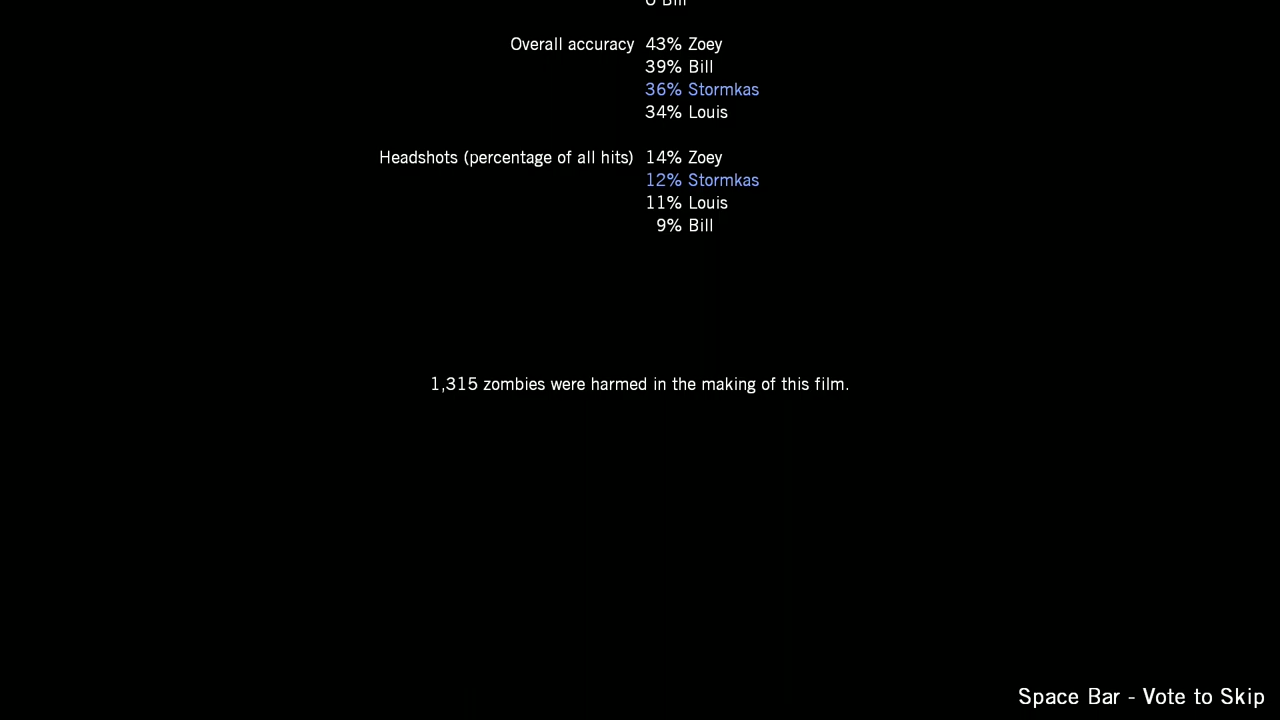 0 Bill
Overall accuracy 43% Zoey
39% Bill
36% Stormkas
34% Louis
Headshots (percentage of all hits) 14% Zoey
12% Stormkas
11% Louis
9% Bill
1,315 zombies were harmed in the making of this film.
Space Bar - Vote to Skip